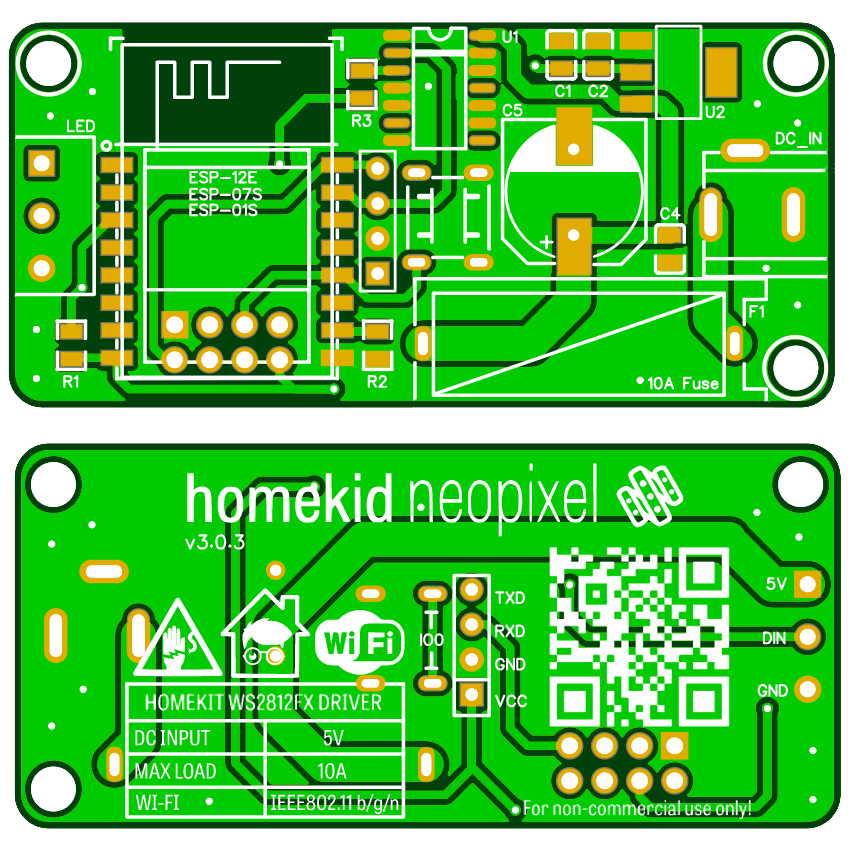 U1
C1 C2
U2
R3
C5
LED
DC_IN
ESP-12E
ESP-07S
ESP-01S
C4
+
F1
R1
R2
10A Fuse
homekid neopixel
v3.0.3
5V
TXD
DIN
RXD
IO0
WiFi
GND
GND
VCC
HOMEKIT WS2812FX DRIVER
DC INPUT 5V
MAX LOAD 10A
WI-FI IEEE802.11 b/g/n
For non-commercial use only!